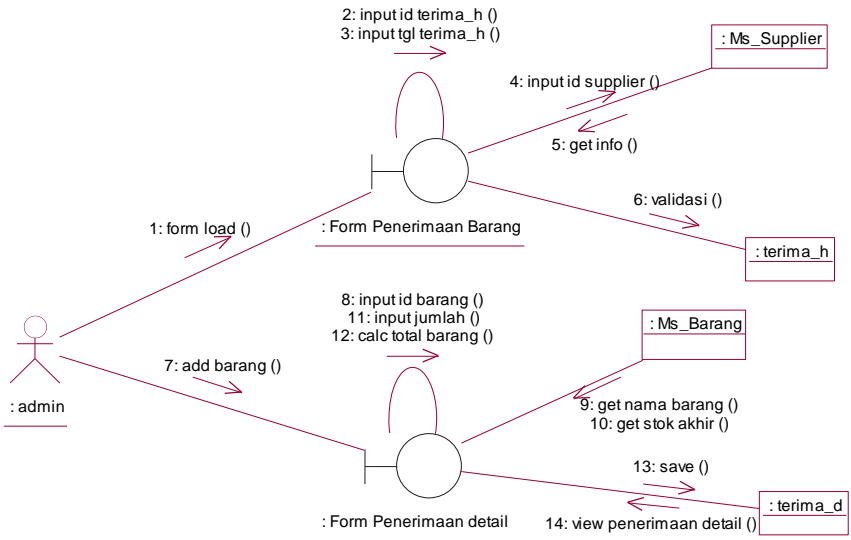 2: input id terima_h ()
3: input tgl terima_h ()
: Ms_Supplier
4: input id supplier ()
5: get info ()
6: validasi ()
1: form load ()
: Form Penerimaan Barang
: terima_h
8: input id barang ()
11: input jumlah ()
12: calc total barang ()
: Ms_Barang
7: add barang ()
: admin
9: get nama barang ()
10: get stok akhir ()
13: save ()
: terima_d
: Form Penerimaan detail
14: view penerimaan detail ()